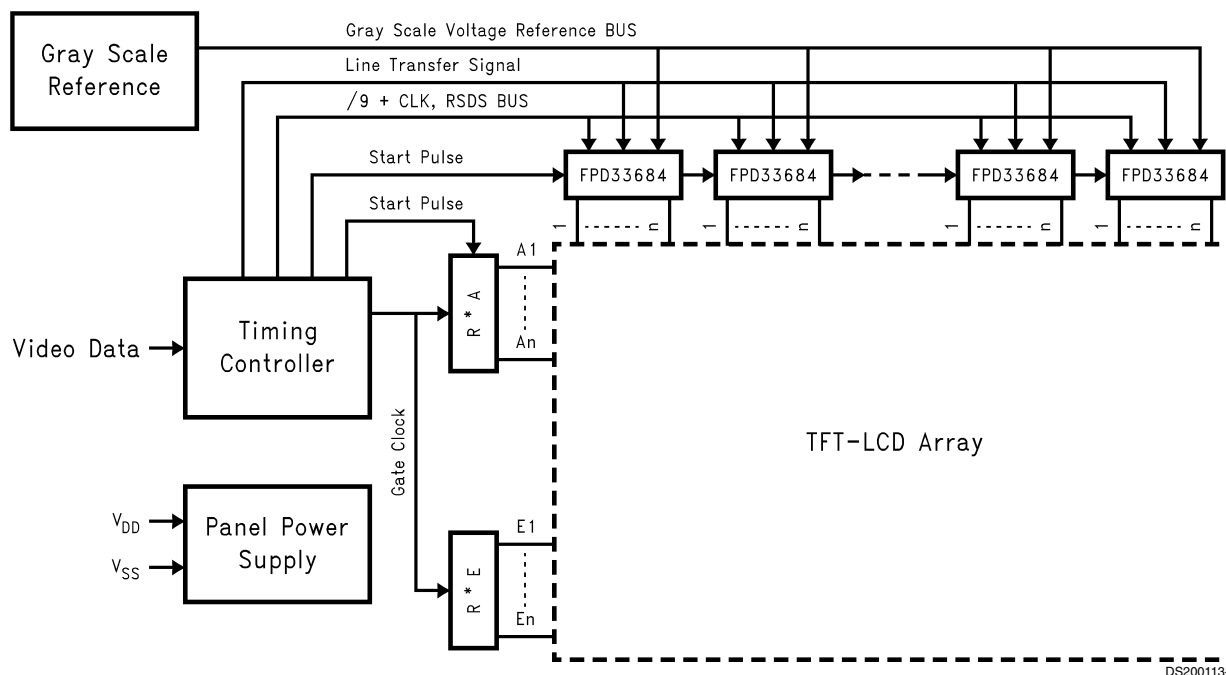 Gray Scale
Reference
Gray Scale Voltage Reference BUS
Line Transfer Signal
/9 + CLK, RSDS BUS
Start Pulse
FPD33684
FPD33684
FPD33684
FPD33684
1
n
1
n
1
n
1
n
Start Pulse
Video Data
Timing
Controller
R * A
A1
An
Gate Clock
TFT-LCD Array
VDD
VSS
Panel Power
Supply
R * E
E1
En
DS200113-